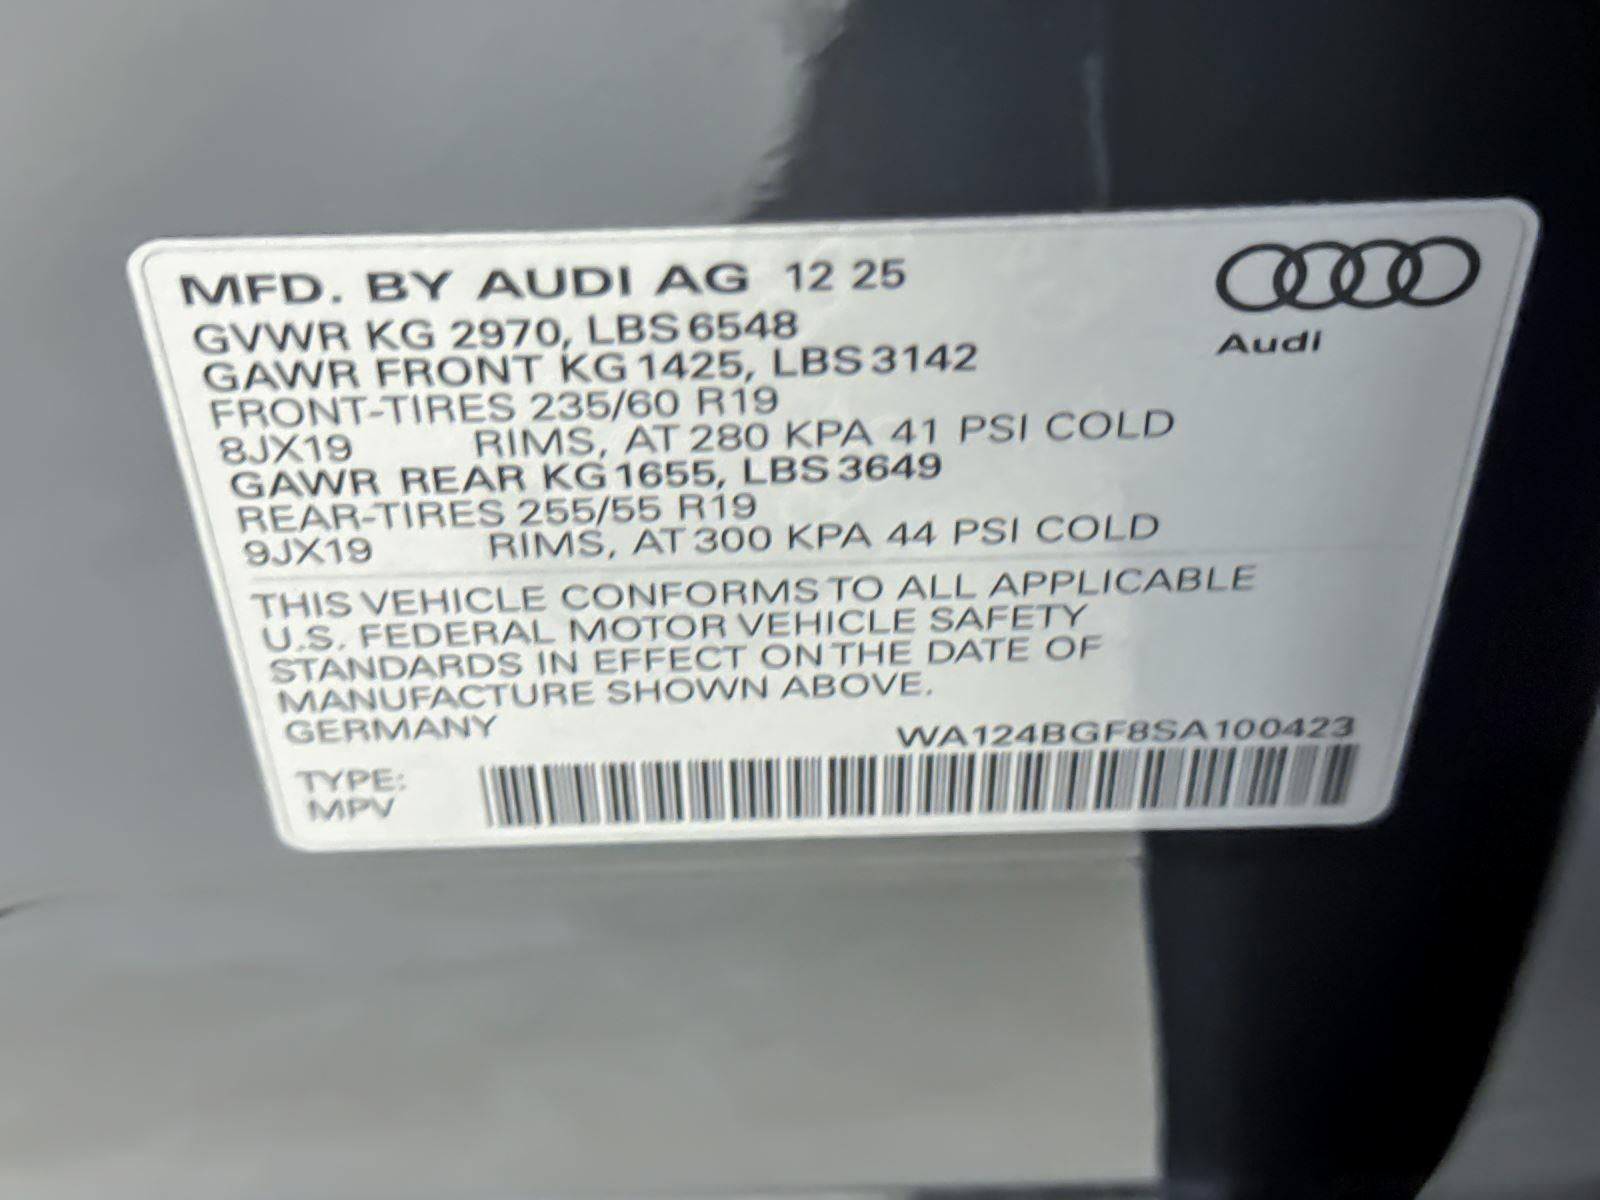 MFD. BY AUDI AG 12 25
Audi
GVWR KG 2970, LBS 6548
GAWR FRONT KG 1425, LBS 3142
FRONT-TIRES 235/60 R19
8JX19 RIMS, AT 280 KPA 41 PSI COLD
GAWR REAR KG 1655, LBS 3649
REAR-TIRES 255/55 R19
9JX19 RIMS, AT 300 KPA 44 PSI COLD
THIS VEHICLE CONFORMS TO ALL APPLICABLE
U.S. FEDERAL MOTOR VEHICLE SAFETY
STANDARDS IN EFFECT ON THE DATE OF
MANUFACTURE SHOWN ABOVE.
GERMANY WA124BGF8SA100423
TYPE:
MPV